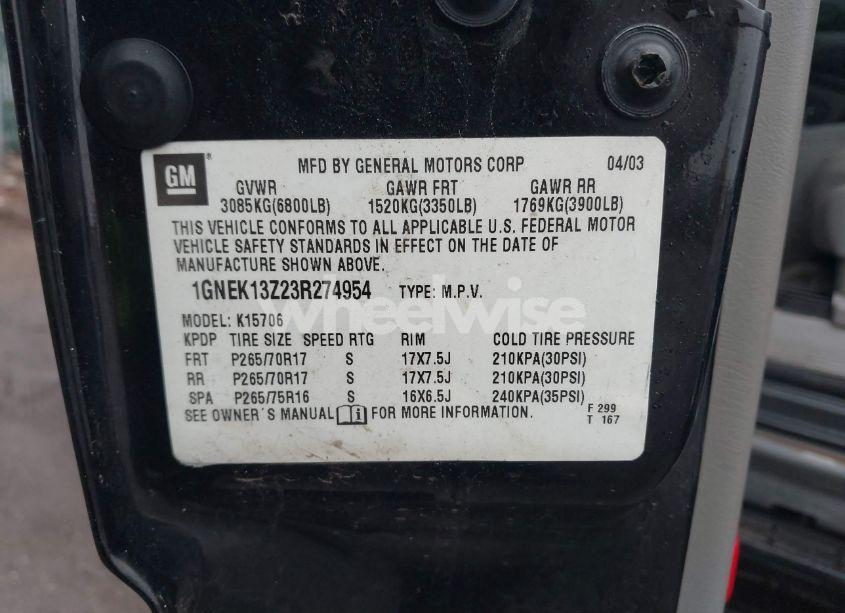 GM® MFD BY GENERAL MOTORS CORP 04/03
GVWR GAWR FRT GAWR RR
3085KG(6800LB) 1520KG(3350LB) 1769KG(3900LB)
THIS VEHICLE CONFORMS TO ALL APPLICABLE U.S. FEDERAL MOTOR
VEHICLE SAFETY STANDARDS IN EFFECT ON THE DATE OF
MANUFACTURE SHOWN ABOVE.
1GNEK13Z23R274954 TYPE: M.P.V.
wheelwise
MODEL: K15706
KPDP TIRE SIZE SPEED RTG RIM COLD TIRE PRESSURE
FRT P265/70R17 S 17X7.5J 210KPA(30PSI)
RR P265/70R17 S 17X7.5J 210KPA(30PSI)
SPA P265/75R16 S 16X6.5J 240KPA(35PSI)
SEE OWNER'S MANUAL FOR MORE INFORMATION.
F 299
T 167